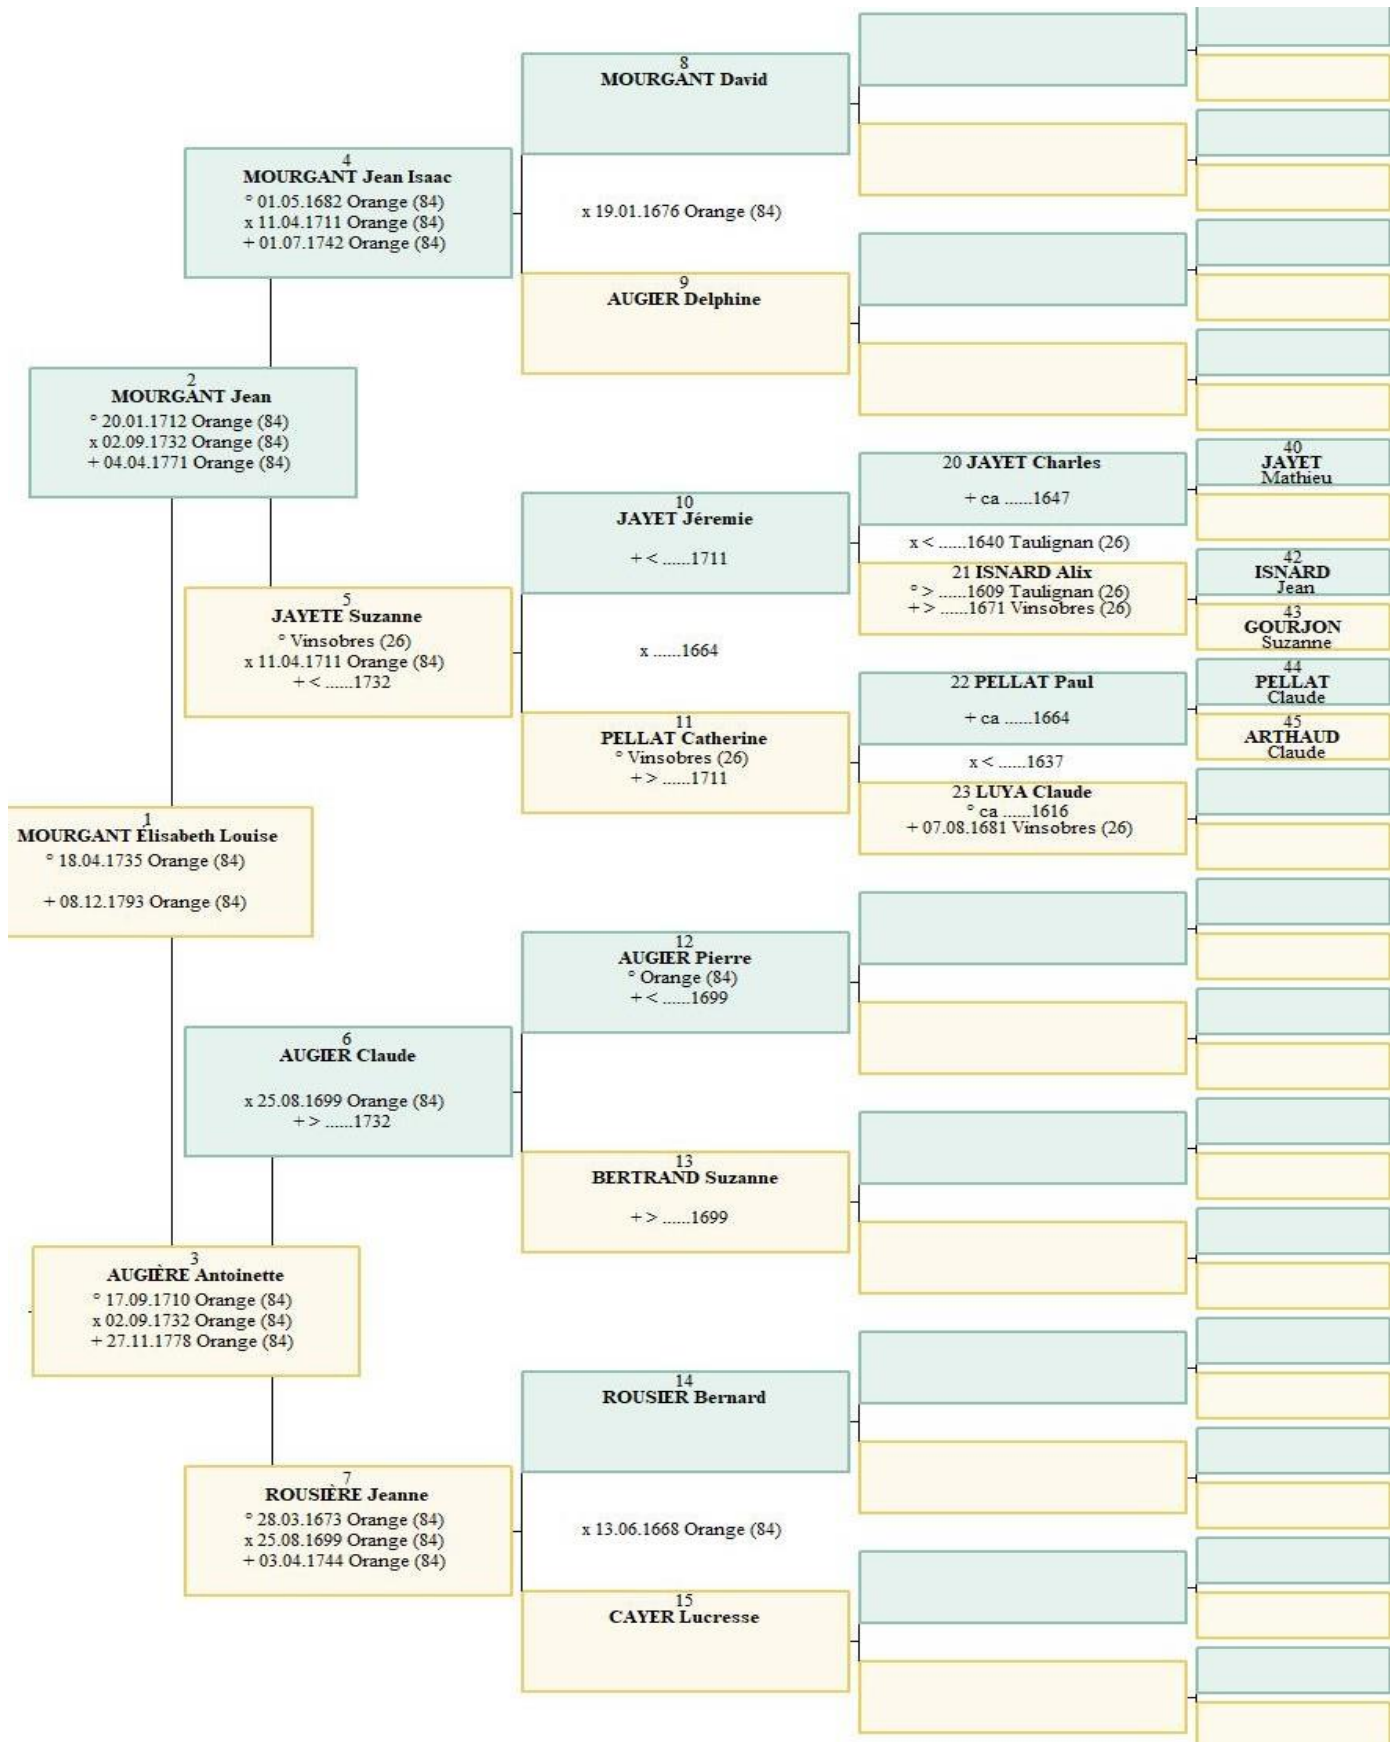 8
MOURGANT David
4
MOURGANT Jean Isaac
° 01.05.1682 Orange (84)
x 11.04.1711 Orange (84)
+ 01.07.1742 Orange (84)
x 19.01.1676 Orange (84)
9
AUGIER Delphine
2
MOURGANT Jean
° 20.01.1712 Orange (84)
x 02.09.1732 Orange (84)
+ 04.04.1771 Orange (84)
20 JAYET Charles
+ ca ......1647
40
JAYET
Mathieu
10
JAYET Jéremie
+ < ......1711
x < ......1640 Taulignan (26)
21 ISNARD Alix
° > ......1609 Taulignan (26)
+ > ......1671 Vinsobres (26)
42
ISNARD
Jean
43
GOURJON
Suzanne
5
JAYETE Suzanne
° Vinsobres (26)
x 11.04.1711 Orange (84)
+ < ......1732
x ......1664
22 PELLAT Paul
+ ca ......1664
44
PELLAT
Claude
45
ARTHAUD
Claude
11
PELLAT Catherine
° Vinsobres (26)
+ > ......1711
x < ......1637
23 LUYA Claude
° ca ......1616
+ 07.08.1681 Vinsobres (26)
1
MOURGANT Élisabeth Louise
° 18.04.1735 Orange (84)
+ 08.12.1793 Orange (84)
12
AUGIER Pierre
° Orange (84)
+ < ......1699
6
AUGIER Claude
x 25.08.1699 Orange (84)
+ > ......1732
13
BERTRAND Suzanne
+ > ......1699
3
AUGIÈRE Antoinette
° 17.09.1710 Orange (84)
x 02.09.1732 Orange (84)
+ 27.11.1778 Orange (84)
14
ROUSIER Bernard
7
ROUSIÈRE Jeanne
° 28.03.1673 Orange (84)
x 25.08.1699 Orange (84)
+ 03.04.1744 Orange (84)
x 13.06.1668 Orange (84)
15
CAYER Lucresse